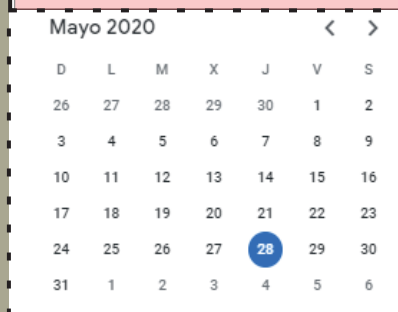 Mayo 2020
D L M X J V S
26 27 28 29 30 1 2
3 4 5 6 7 8 9
10 11 12 13 14 15 16
17 18 19 20 21 22 23
24 25 26 27 28 29 30
31 1 2 3 4 5 6